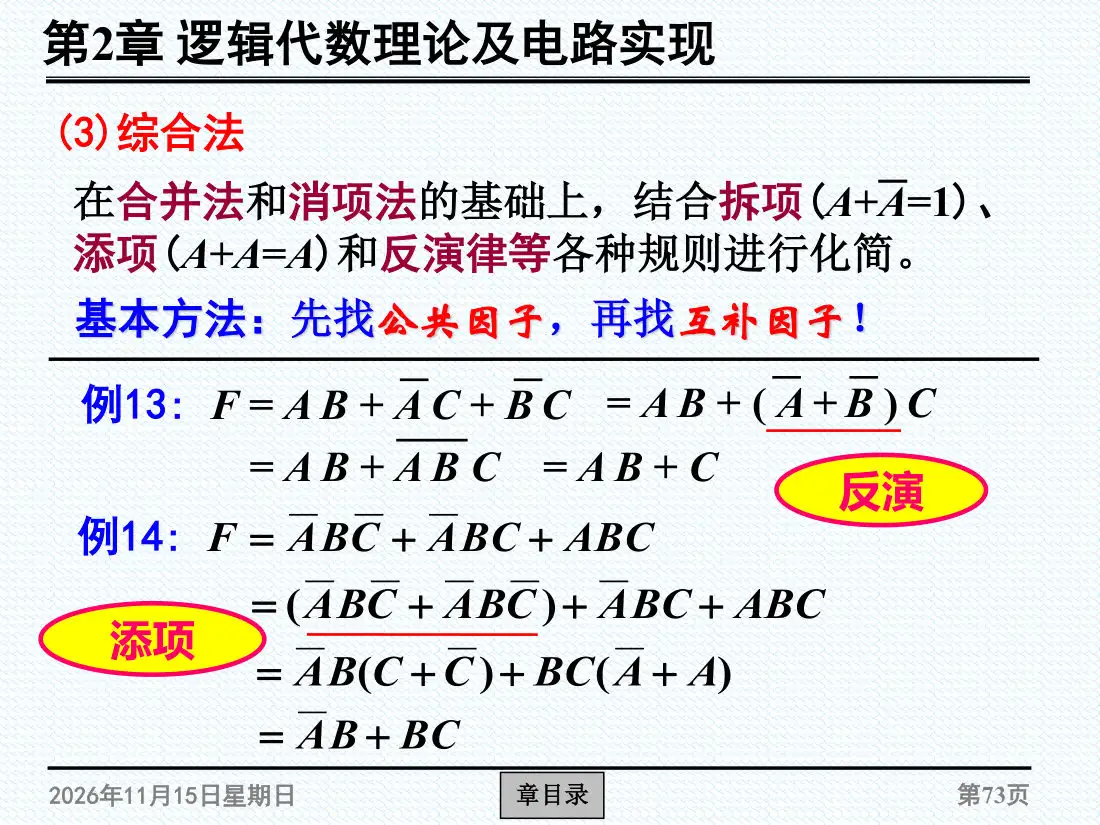 第2章 逻辑代数理论及电路实现
(3)综合法
在合并法和消项法的基础上，结合拆项(A+A̅=1)、
添项(A+A=A)和反演律等各种规则进行化简。
基本方法：先找公共因子，再找互补因子！
例13: F = A B + A̅ C + B̅ C = A B + ( A̅ + B̅ ) C
= A B + A̅ ̅B̅ C = A B + C
反演
例14: F = A̅BC̅ + A̅BC + ABC
= (A̅BC̅ + A̅BC̅) + A̅BC + ABC
添项
= A̅B(C + C̅) + BC(A̅ + A)
= A̅B + BC
2026年11月15日星期日 章目录 第73页